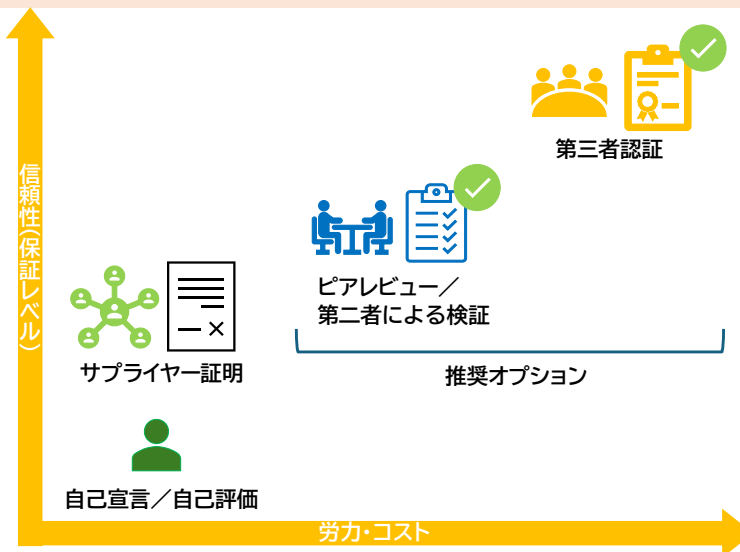 第三者認証
信頼性(保証レベル)
ピアレビュー/
第二者による検証
サプライヤー証明
推奨オプション
自己宣言/自己評価
労力・コスト